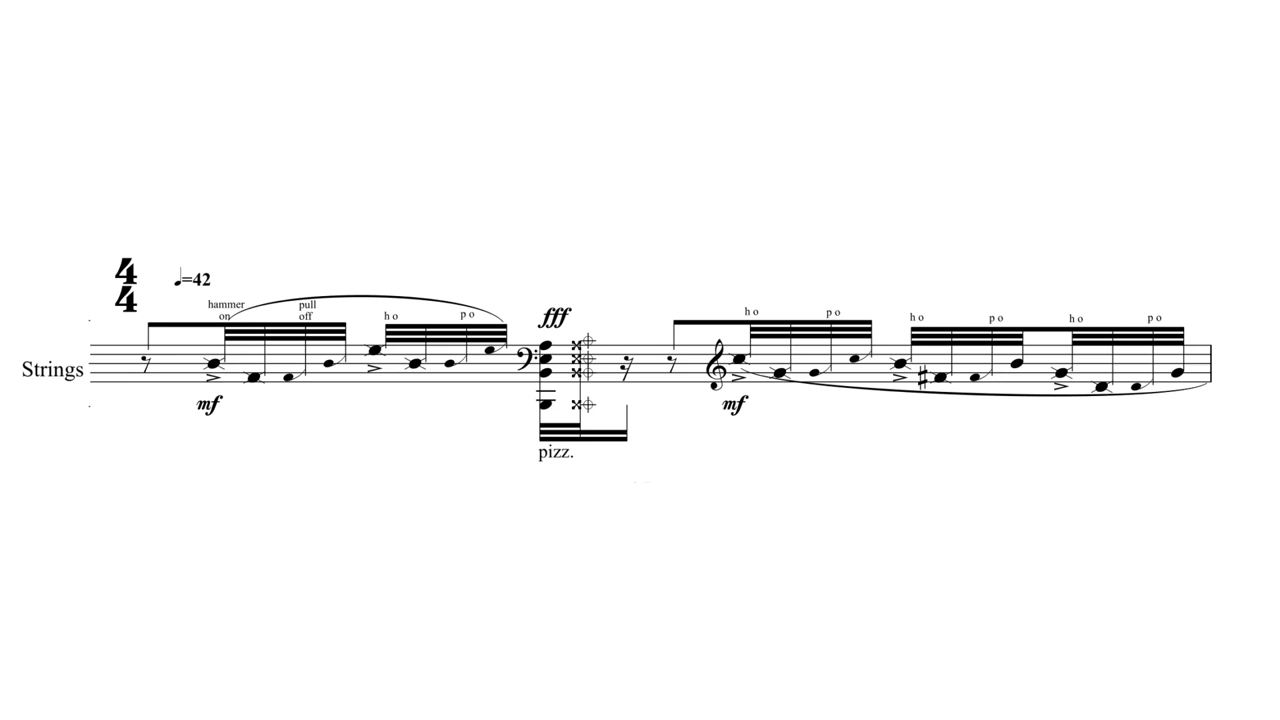 4
4
♩=42
hammer
on
pull
off
h o
p o
fff
h o
p o
h o
p o
h o
p o
Strings
mf
mf
pizz.